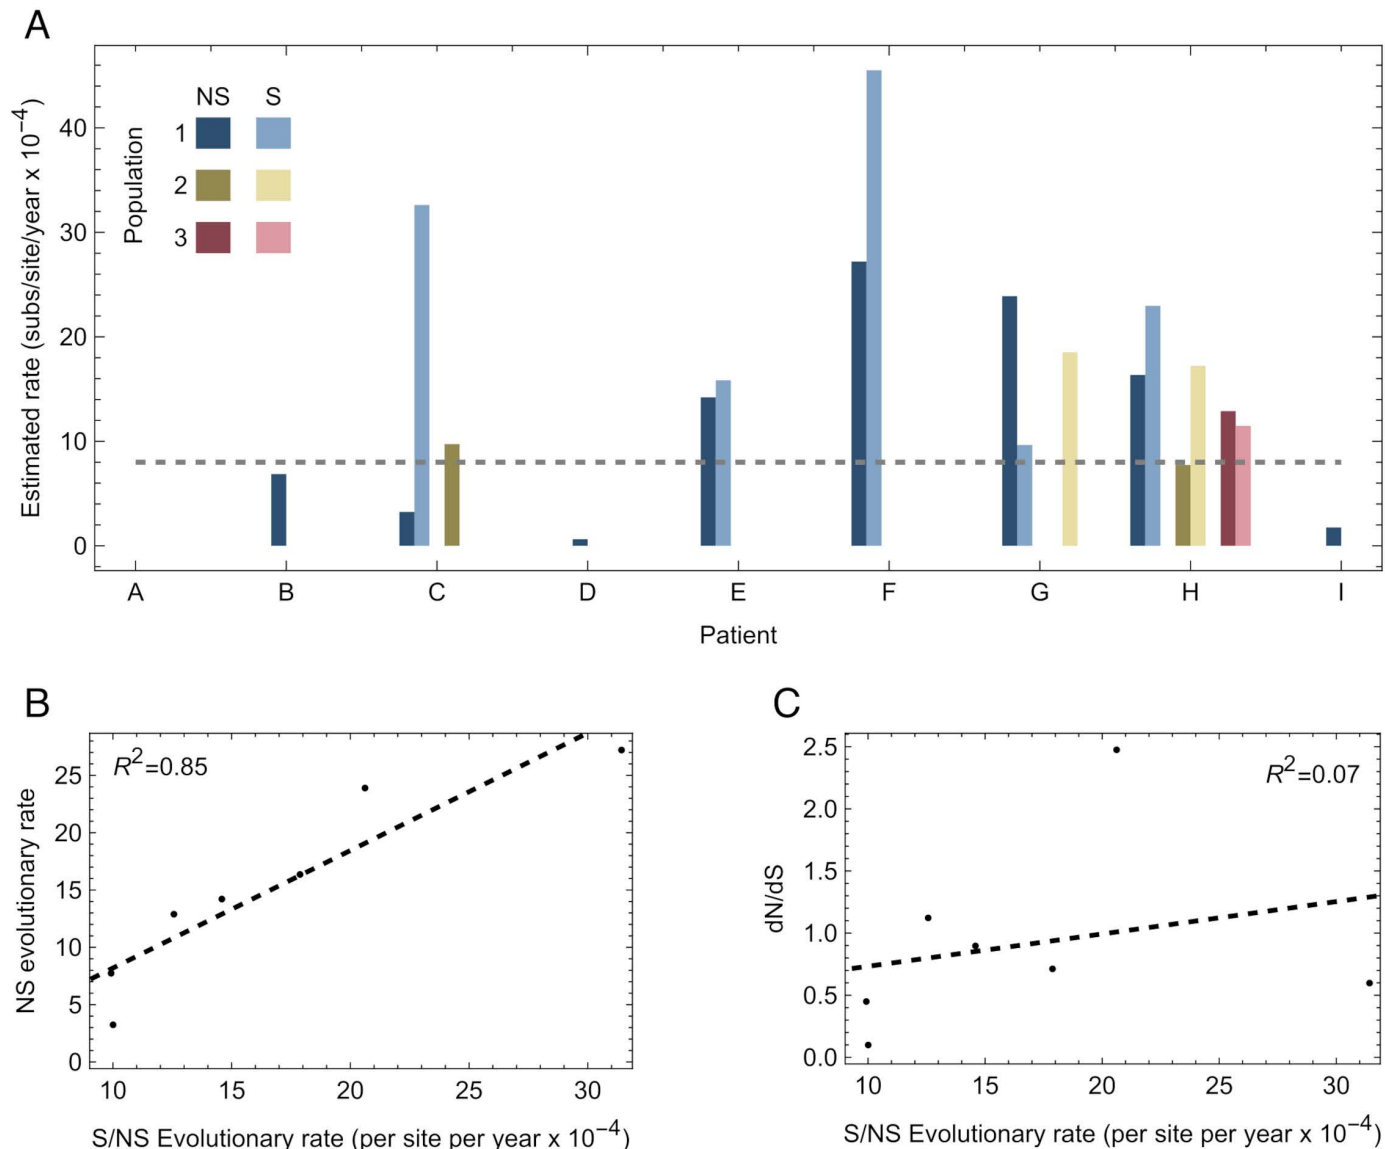 A
Estimated rate (subs/site/year x 10⁻⁴)
40
30
20
10
0
Population
NS S
1
2
3
A B C D E F G H I
Patient
B
R²=0.85
NS evolutionary rate
25
20
15
10
5
0
10 15 20 25 30
S/NS Evolutionary rate (per site per year x 10⁻⁴)
C
R²=0.07
dN/dS
2.5
2.0
1.5
1.0
0.5
0.0
10 15 20 25 30
S/NS Evolutionary rate (per site per year x 10⁻⁴)